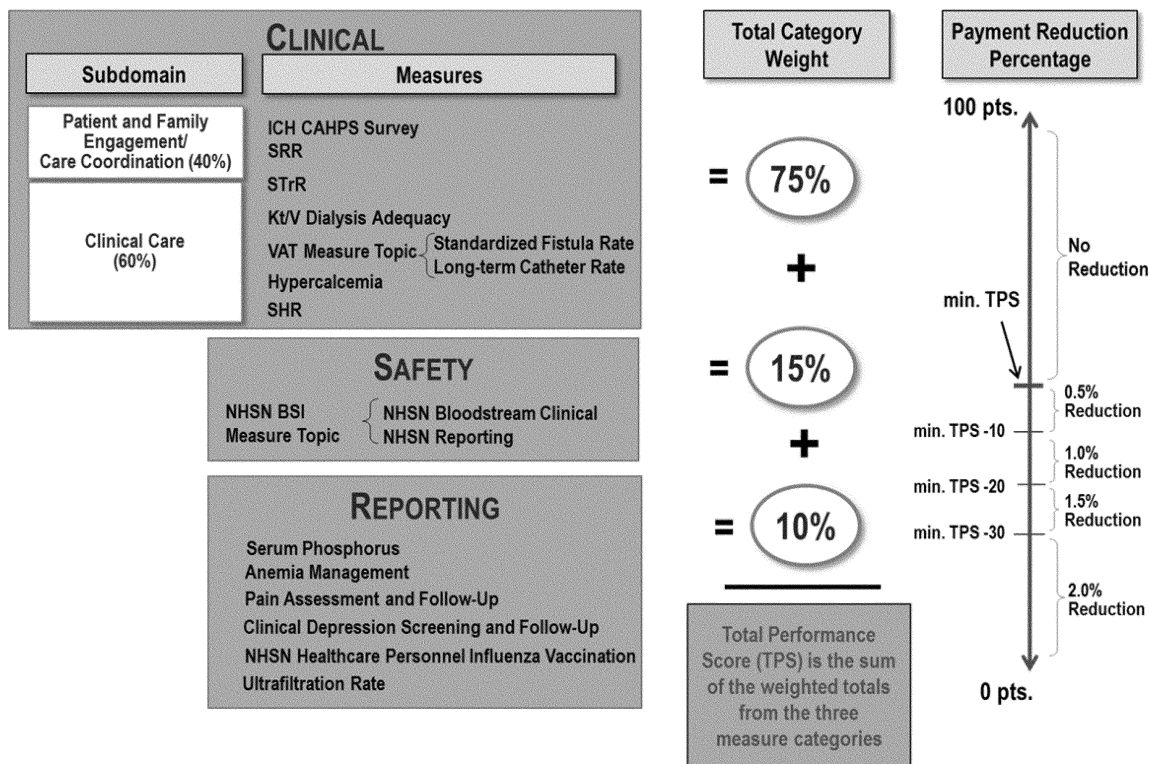 CLINICAL
Subdomain
Measures
Patient and Family
Engagement/
Care Coordination (40%)
ICH CAHPS Survey
SRR
STrR
Clinical Care
(60%)
Kt/V Dialysis Adequacy
VAT Measure Topic
Standardized Fistula Rate
Long-term Catheter Rate
Hypercalcemia
SHR
SAFETY
NHSN BSI
Measure Topic
NHSN Bloodstream Clinical
NHSN Reporting
REPORTING
Serum Phosphorus
Anemia Management
Pain Assessment and Follow-Up
Clinical Depression Screening and Follow-Up
NHSN Healthcare Personnel Influenza Vaccination
Ultrafiltration Rate
Total Category
Weight
= 75%
+
= 15%
+
= 10%
Total Performance
Score (TPS) is the sum
of the weighted totals
from the three
measure categories
Payment Reduction
Percentage
100 pts.
No
Reduction
min. TPS
0.5%
Reduction
min. TPS -10
1.0%
Reduction
min. TPS -20
1.5%
Reduction
min. TPS -30
2.0%
Reduction
0 pts.